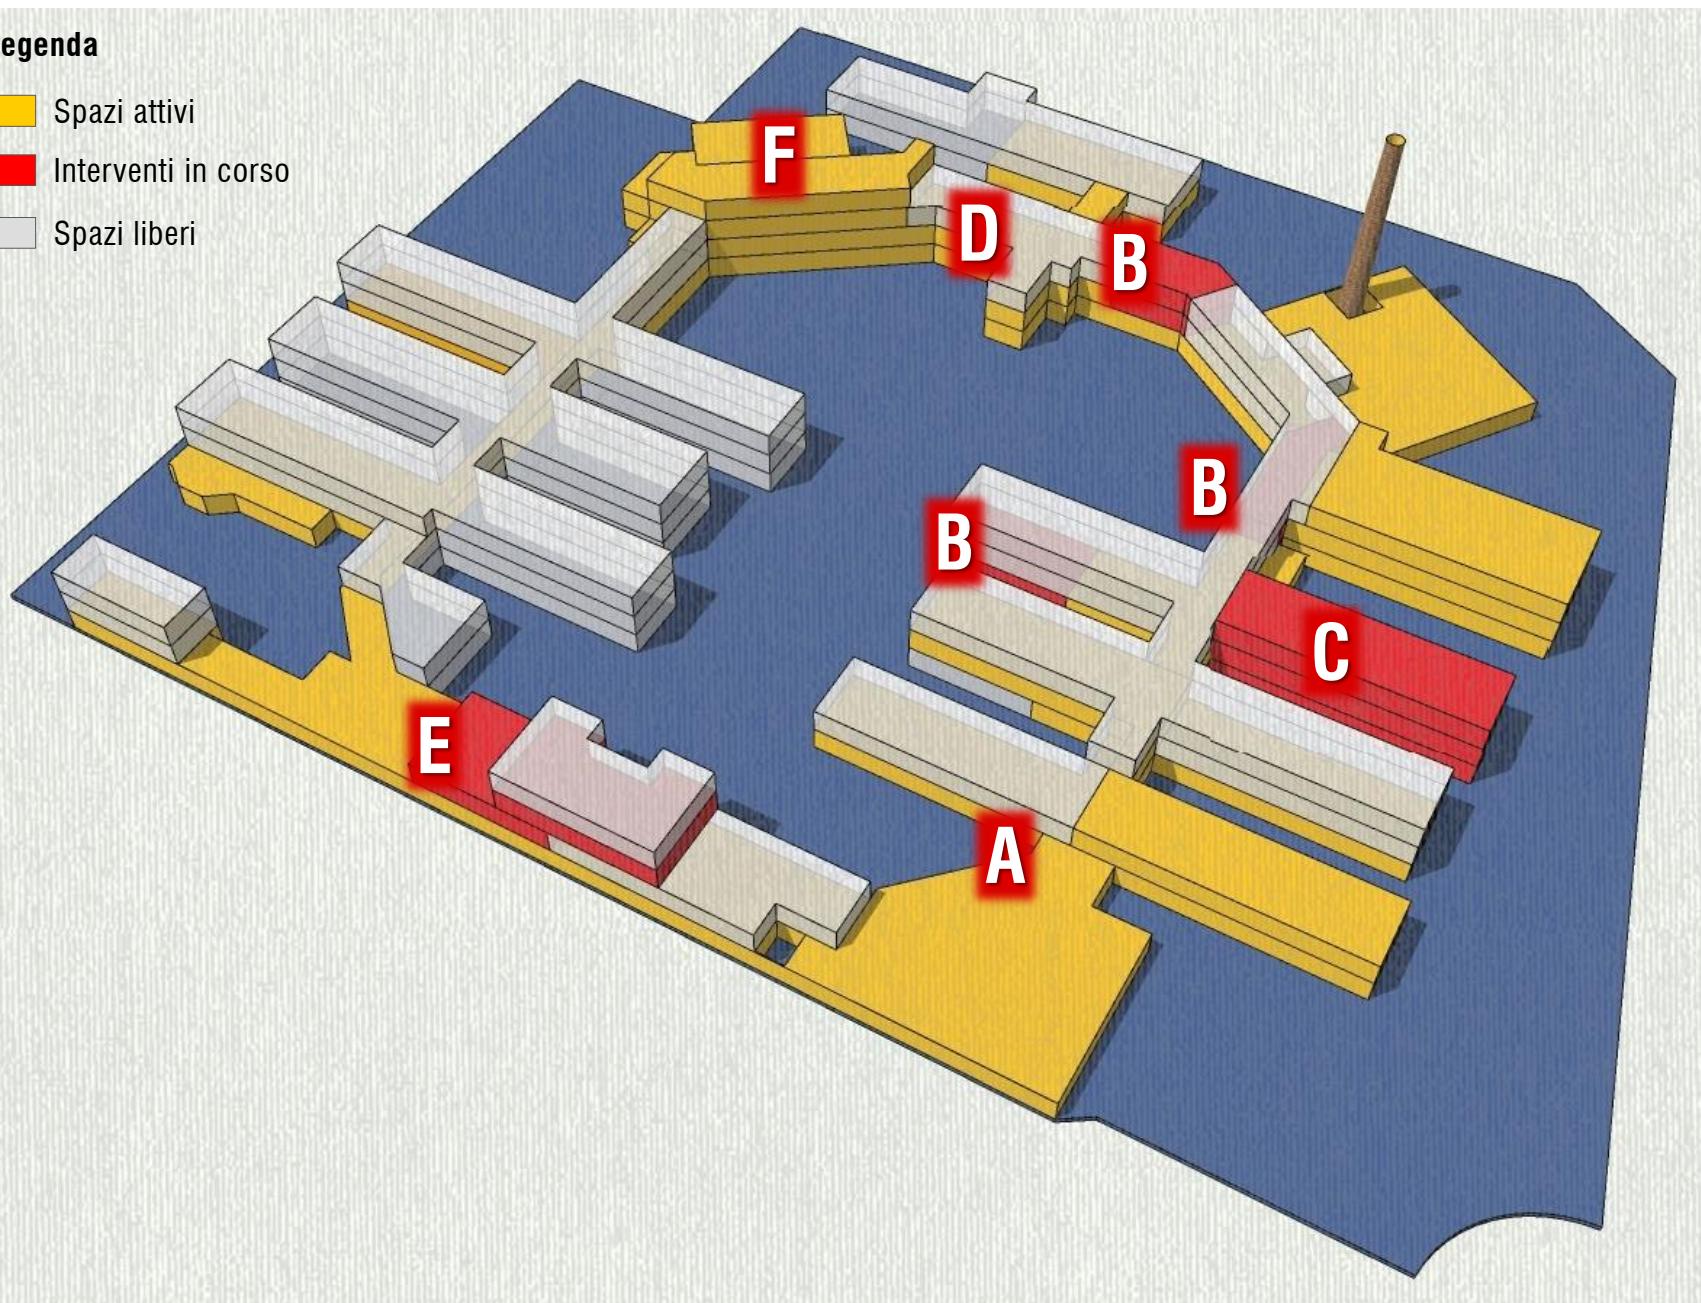 egenda
Spazi attivi
Interventi in corso
Spazi liberi
F
D
B
B
B
C
E
A